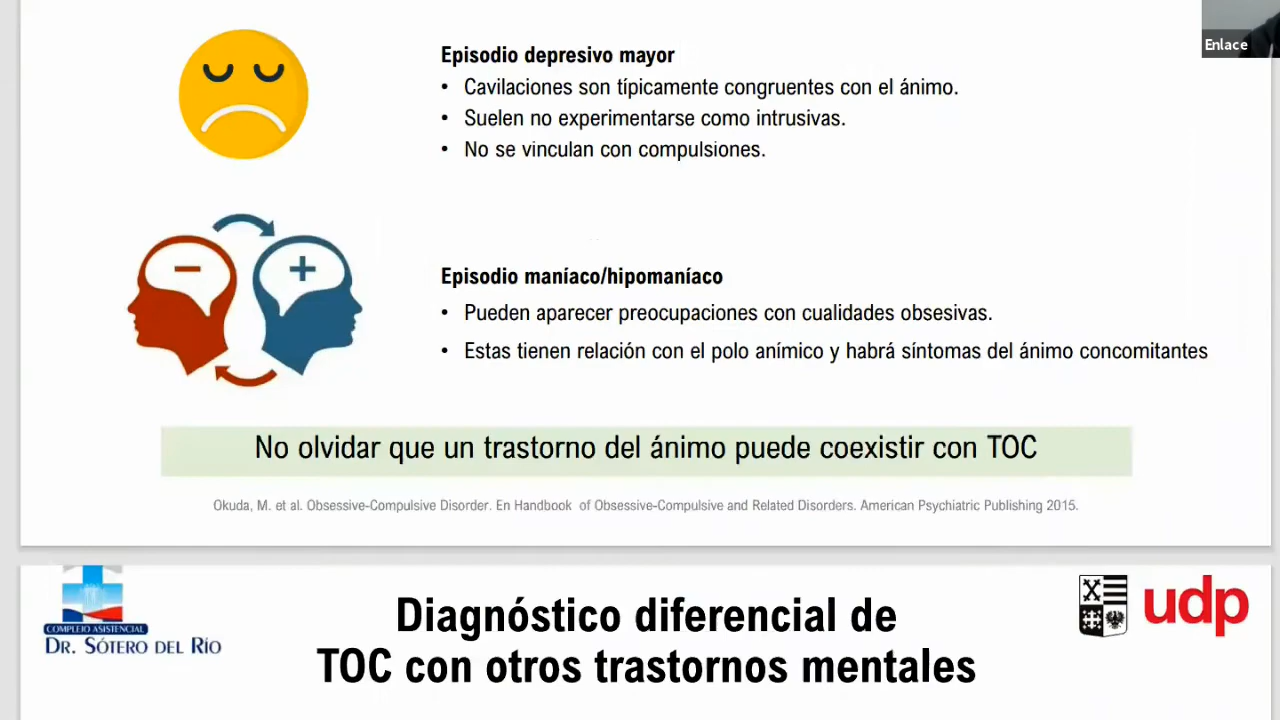 Enlace
Episodio depresivo mayor
• Cavilaciones son típicamente congruentes con el ánimo.
• Suelen no experimentarse como intrusivas.
• No se vinculan con compulsiones.
Episodio maníaco/hipomaníaco
• Pueden aparecer preocupaciones con cualidades obsesivas.
• Estas tienen relación con el polo anímico y habrá síntomas del ánimo concomitantes
No olvidar que un trastorno del ánimo puede coexistir con TOC
Okuda, M. et al. Obsessive-Compulsive Disorder. En Handbook of Obsessive-Compulsive and Related Disorders. American Psychiatric Publishing 2015.
COMPLEJO ASISTENCIAL
DR. SÓTERO DEL RÍO
Diagnóstico diferencial de
TOC con otros trastornos mentales
udp